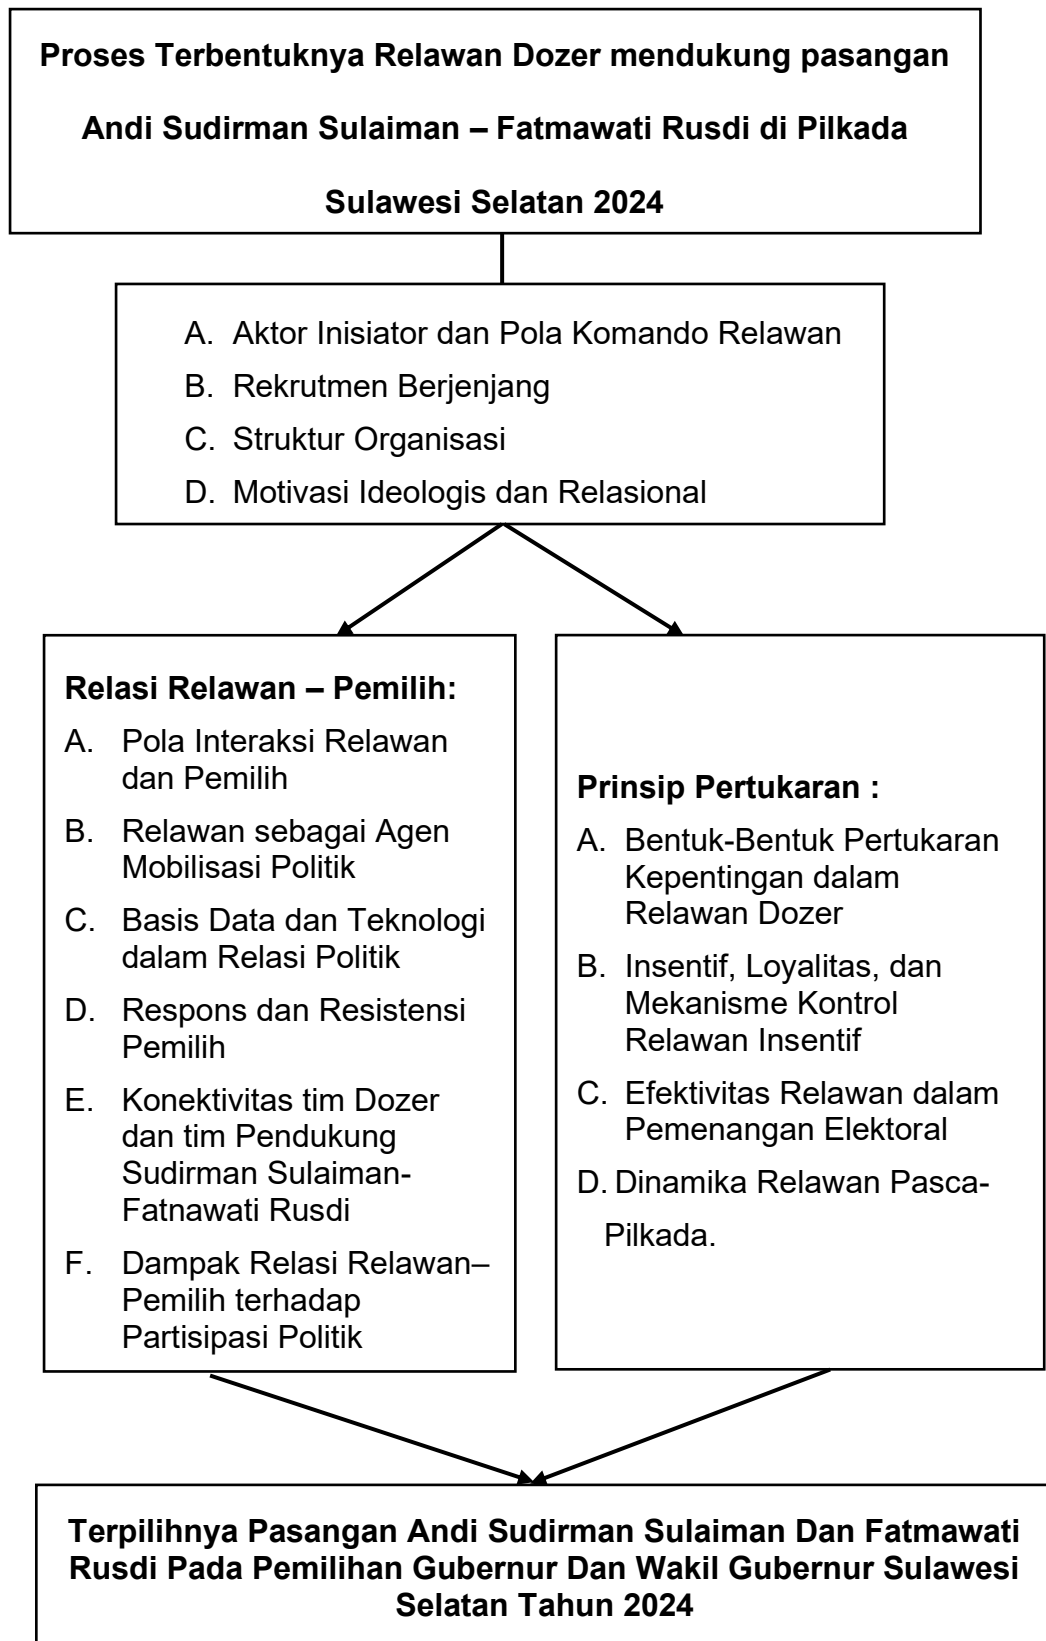 Proses Terbentuknya Relawan Dozer mendukung pasangan
Andi Sudirman Sulaiman – Fatmawati Rusdi di Pilkada
Sulawesi Selatan 2024
A. Aktor Inisiator dan Pola Komando Relawan
B. Rekrutmen Berjenjang
C. Struktur Organisasi
D. Motivasi Ideologis dan Relasional
Relasi Relawan – Pemilih:
A. Pola Interaksi Relawan
dan Pemilih
B. Relawan sebagai Agen
Mobilisasi Politik
C. Basis Data dan Teknologi
dalam Relasi Politik
D. Respons dan Resistensi
Pemilih
E. Konektivitas tim Dozer
dan tim Pendukung
Sudirman Sulaiman-
Fatnawati Rusdi
F. Dampak Relasi Relawan–
Pemilih terhadap
Partisipasi Politik
Prinsip Pertukaran :
A. Bentuk-Bentuk Pertukaran
Kepentingan dalam
Relawan Dozer
B. Insentif, Loyalitas, dan
Mekanisme Kontrol
Relawan Insentif
C. Efektivitas Relawan dalam
Pemenangan Elektoral
D. Dinamika Relawan Pasca-
Pilkada.
Terpilihnya Pasangan Andi Sudirman Sulaiman Dan Fatmawati
Rusdi Pada Pemilihan Gubernur Dan Wakil Gubernur Sulawesi
Selatan Tahun 2024